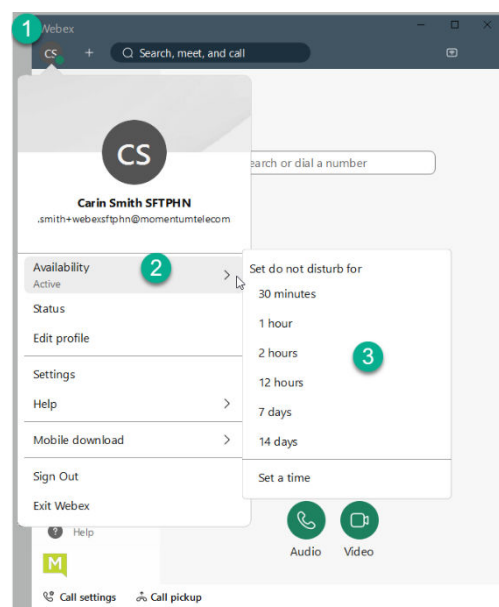 1
Webex
CS
+
Search, meet, and call
CS
Carin Smith SFTPHN
.smith+webexsftphn@momentumtelecom
earch or dial a number
Availability
2
Active
Status
Edit profile
Settings
Help
Mobile download
Sign Out
Exit Webex
Set do not disturb for
30 minutes
1 hour
2 hours
3
12 hours
7 days
14 days
Set a time
? Help
Audio
Video
M
Call settings
Call pickup